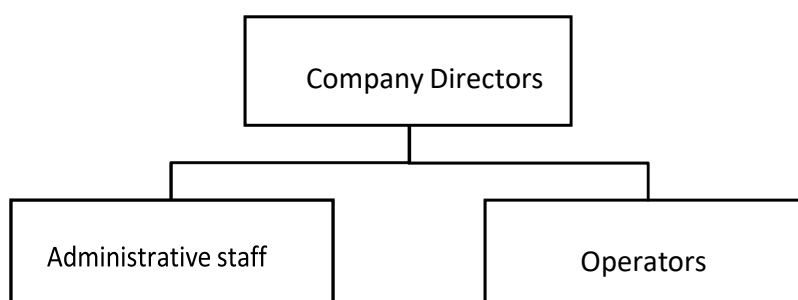 Company Directors
Administrative staff
Operators